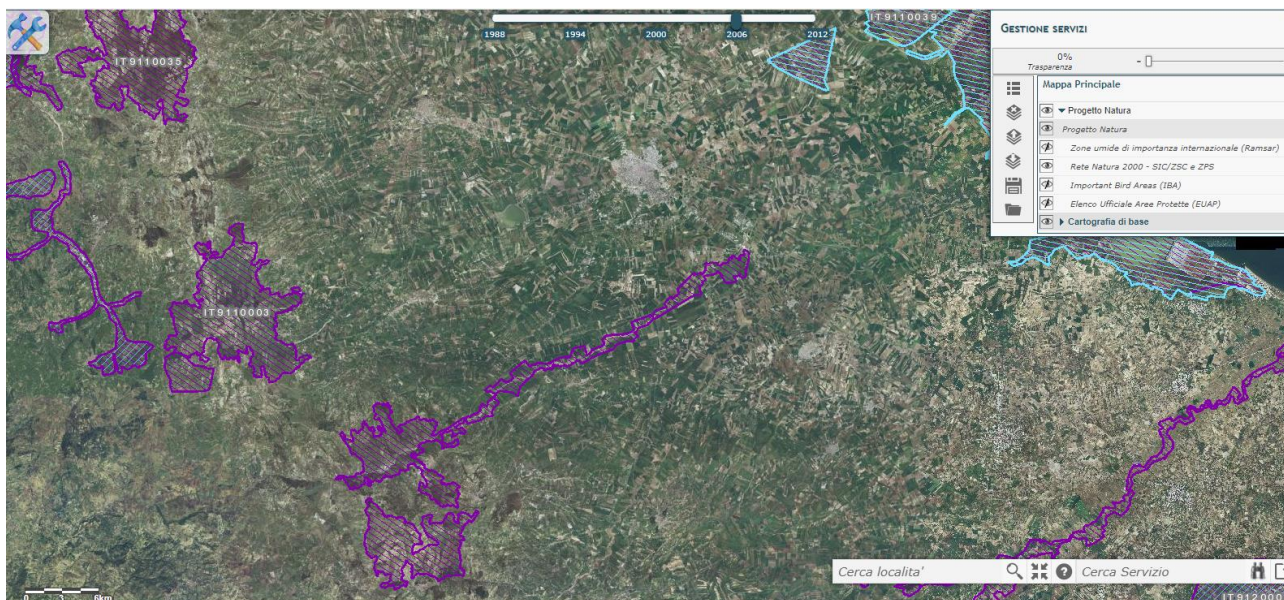 IT9110039
1988 1994 2000 2006 2012
GESTIONE SERVIZI
0%
Trasparenza
-
Mappa Principale
Progetto Natura
Progetto Natura
Zone umide di importanza internazionale (Ramsar)
Rete Natura 2000 - SIC/ZSC e ZPS
Important Bird Areas (IBA)
Elenco Ufficiale Aree Protette (EUAP)
Cartografia di base
IT9110035
IT9110003
Cerca localita' ? Cerca Servizio
0 3 6km
IT912000